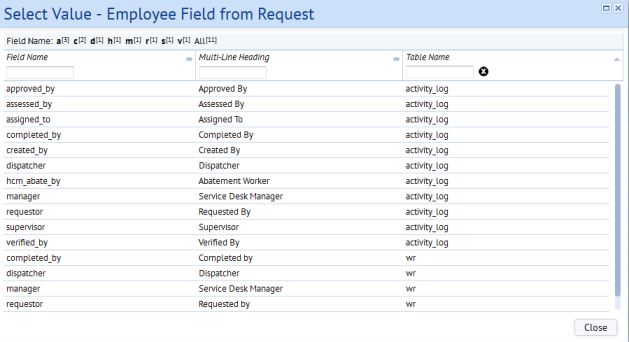 Select Value - Employee Field from Request
Field Name: a[3] c[2] d[1] h[1] m[1] r[1] s[1] v[1] All[11]
Field Name Multi-Line Heading Table Name
approved_by Approved By activity_log
assessed_by Assessed By activity_log
assigned_to Assigned To activity_log
completed_by Completed By activity_log
created_by Created By activity_log
dispatcher Dispatcher activity_log
hcm_abate_by Abatement Worker activity_log
manager Service Desk Manager activity_log
requestor Requested By activity_log
supervisor Supervisor activity_log
verified_by Verified By activity_log
completed_by Completed by wr
dispatcher Dispatcher wr
manager Service Desk Manager wr
requestor Requested by wr
Close